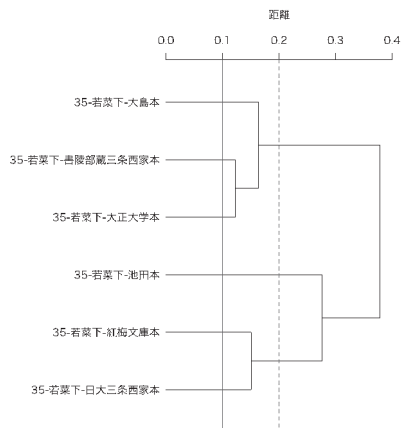 距離
0.0 0.1 0.2 0.3 0.4
35-若菜下-大島本
35-若菜下-書陵部蔵三条西家本
35-若菜下-大正大学本
35-若菜下-池田本
35-若菜下-紅梅文庫本
35-若菜下-日大三条西家本